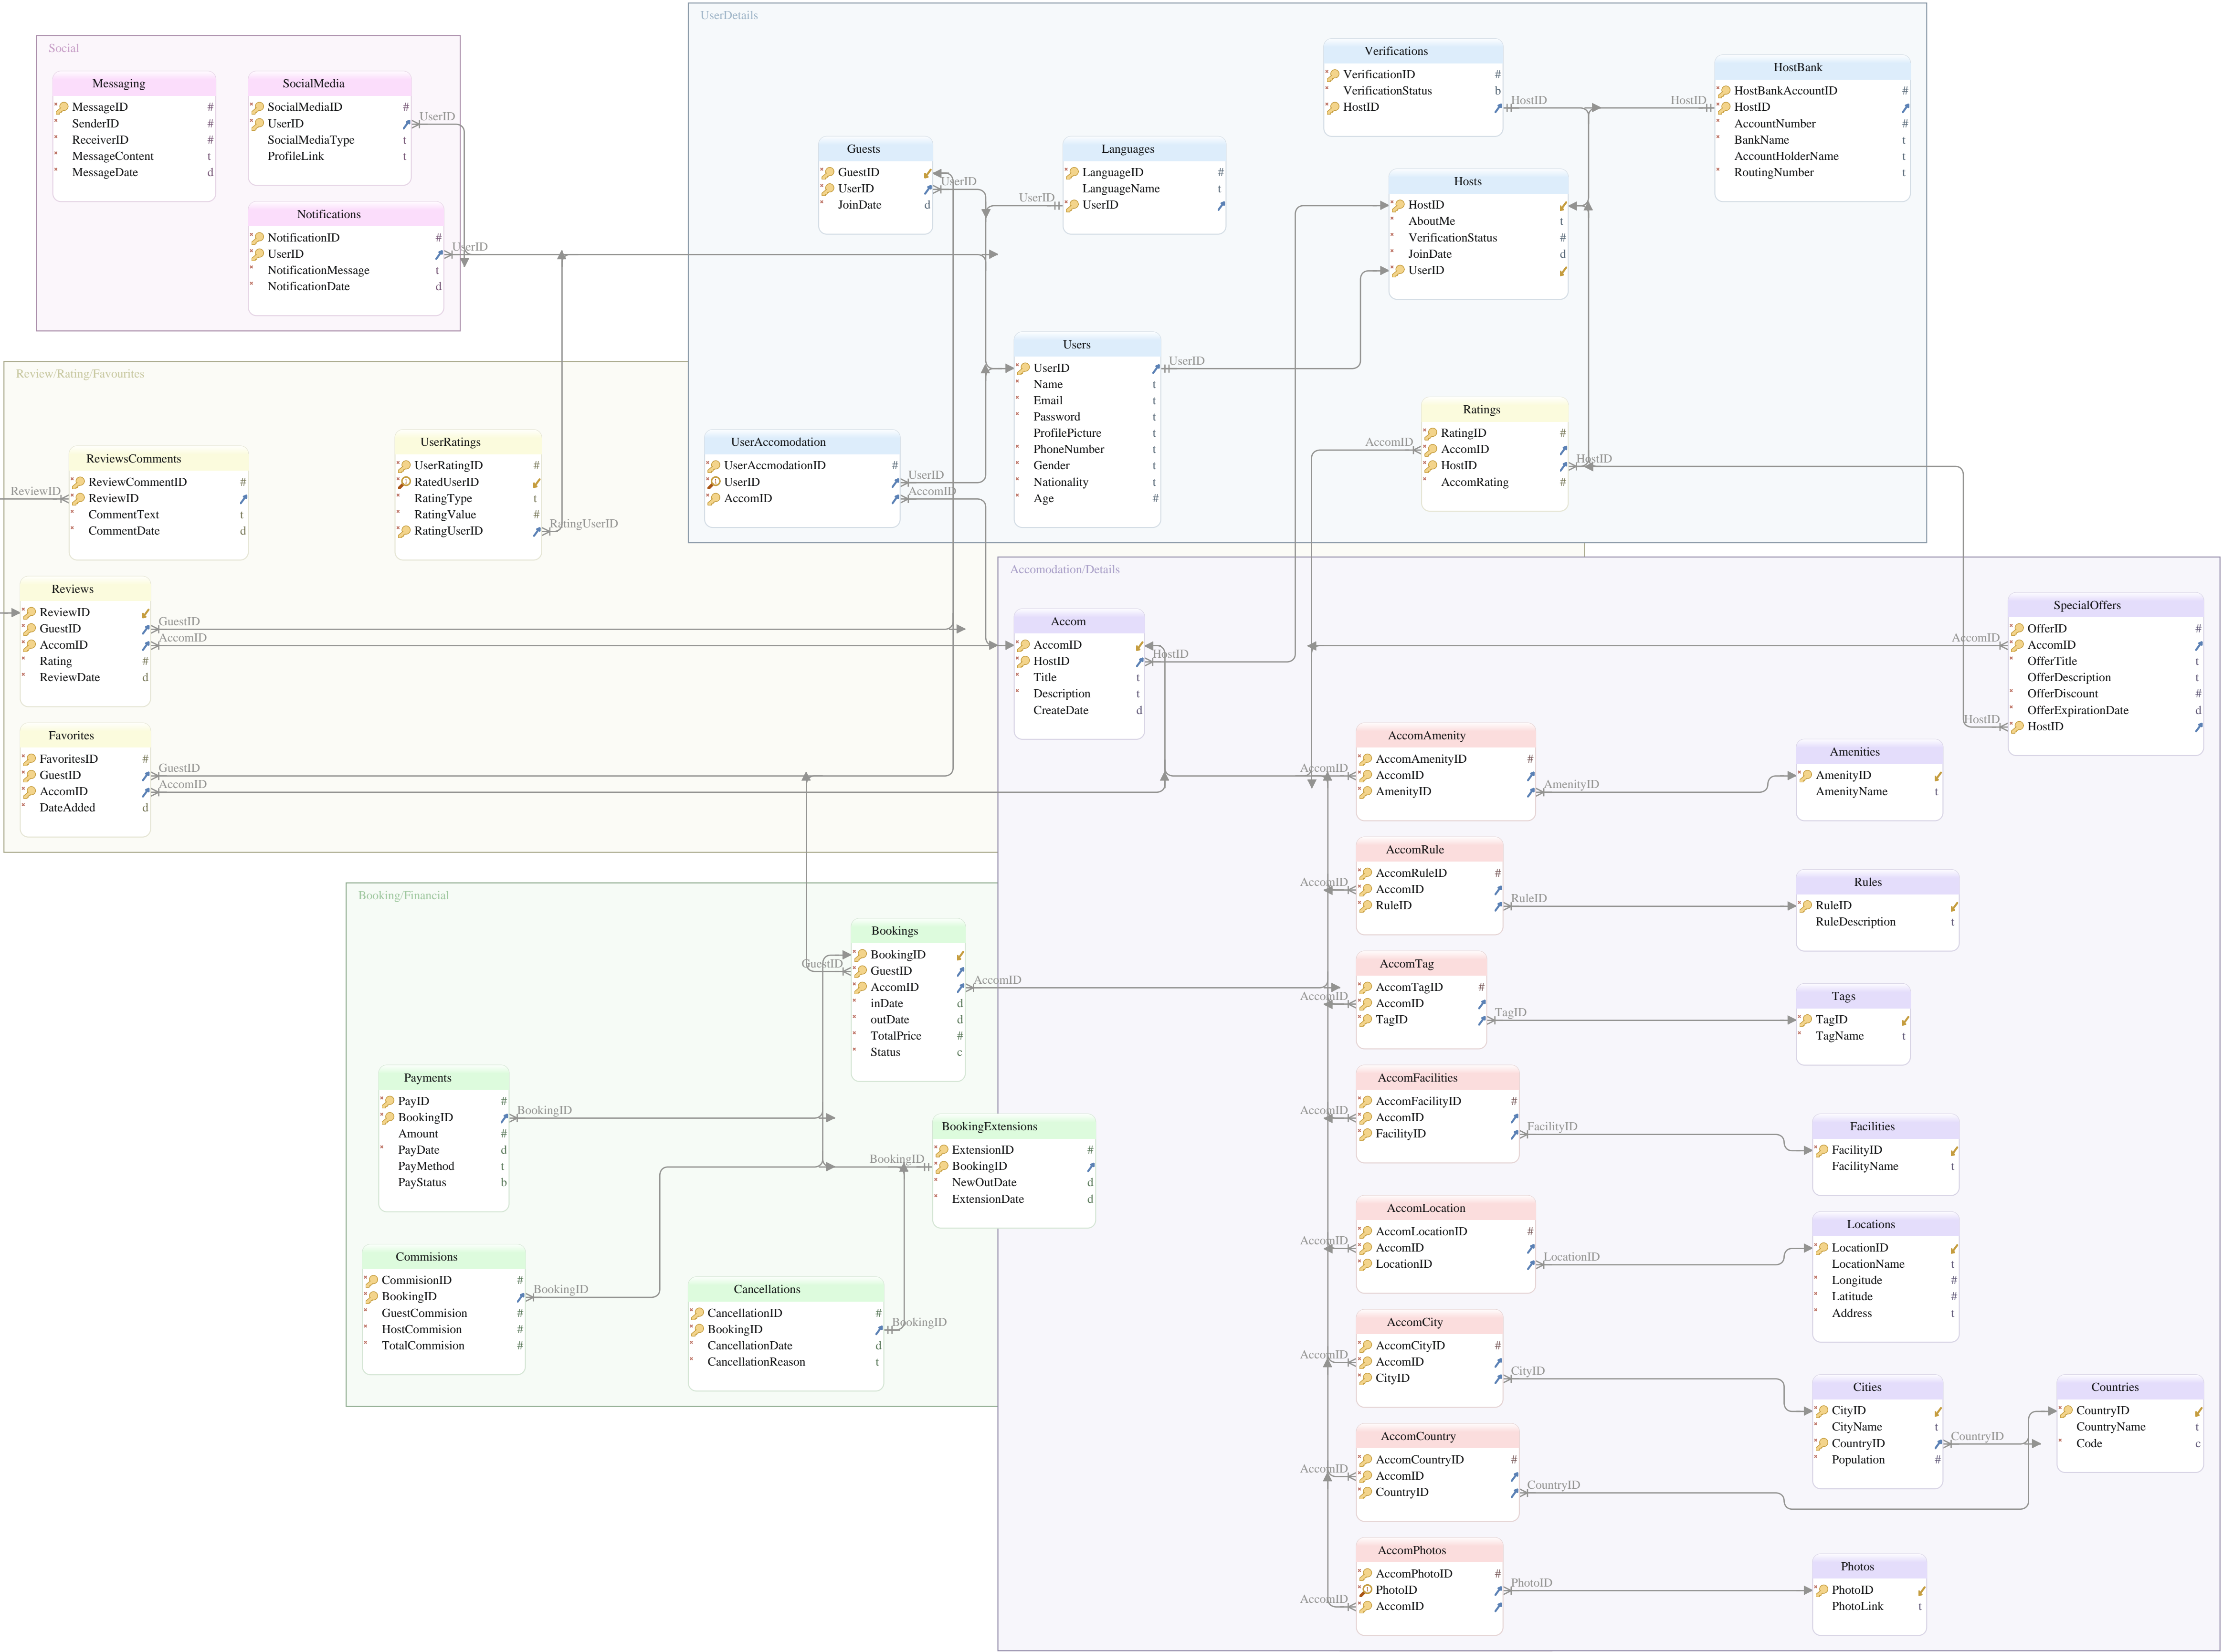 UserDetails
Social
Messaging
MessageID #
SenderID #
ReceiverID #
MessageContent t
MessageDate d
SocialMedia
SocialMediaID #
UserID
SocialMediaType t
ProfileLink t
UserID
Notifications
NotificationID #
UserID
NotificationMessage t
NotificationDate d
UserID
Verifications
VerificationID #
VerificationStatus b
HostID
HostID
HostBank
HostBankAccountID #
HostID
AccountNumber #
BankName t
AccountHolderName t
RoutingNumber t
HostID
Guests
GuestID
UserID
JoinDate d
UserID
Languages
LanguageID #
LanguageName t
UserID
UserID
Hosts
HostID
AboutMe t
VerificationStatus #
JoinDate d
UserID
Users
UserID
Name t
Email t
Password t
ProfilePicture t
PhoneNumber t
Gender t
Nationality t
Age #
UserID
UserAccomodation
UserAccmodationID #
UserID
AccomID
UserID
AccomID
Ratings
RatingID #
AccomID
HostID
AccomRating #
AccomID
HostID
Review/Rating/Favourites
ReviewsComments
ReviewCommentID #
ReviewID
CommentText t
CommentDate d
ReviewID
UserRatings
UserRatingID #
RatedUserID
RatingType t
RatingValue #
RatingUserID
RatingUserID
Reviews
ReviewID
GuestID
AccomID
Rating #
ReviewDate d
GuestID
AccomID
Favorites
FavoritesID #
GuestID
AccomID
DateAdded d
GuestID
AccomID
Accomodation/Details
Accom
AccomID
HostID
Title t
Description t
CreateDate d
HostID
SpecialOffers
OfferID #
AccomID
OfferTitle t
OfferDescription t
OfferDiscount #
OfferExpirationDate d
HostID
AccomID
HostID
AccomAmenity
AccomAmenityID #
AccomID
AmenityID
AccomID
AmenityID
Amenities
AmenityID
AmenityName t
AccomRule
AccomRuleID #
AccomID
RuleID
AccomID
RuleID
Rules
RuleID
RuleDescription t
AccomTag
AccomTagID #
AccomID
TagID
AccomID
TagID
Tags
TagID
TagName t
AccomFacilities
AccomFacilityID #
AccomID
FacilityID
AccomID
FacilityID
Facilities
FacilityID
FacilityName t
AccomLocation
AccomLocationID #
AccomID
LocationID
AccomID
LocationID
Locations
LocationID
LocationName t
Longitude #
Latitude #
Address t
AccomCity
AccomCityID #
AccomID
CityID
AccomID
CityID
Cities
CityID
CityName t
CountryID
Population #
CountryID
Countries
CountryID
CountryName t
Code c
AccomCountry
AccomCountryID #
AccomID
CountryID
AccomID
CountryID
AccomPhotos
AccomPhotoID #
PhotoID
AccomID
AccomID
PhotoID
Photos
PhotoID
PhotoLink t
Booking/Financial
Bookings
BookingID
GuestID
AccomID
inDate d
outDate d
TotalPrice #
Status c
GuestID
AccomID
Payments
PayID #
BookingID
Amount #
PayDate d
PayMethod t
PayStatus b
BookingID
BookingExtensions
ExtensionID #
BookingID
NewOutDate d
ExtensionDate d
BookingID
Commisions
CommisionID #
BookingID
GuestCommision #
HostCommision #
TotalCommision #
BookingID
Cancellations
CancellationID #
BookingID
CancellationDate d
CancellationReason t
BookingID